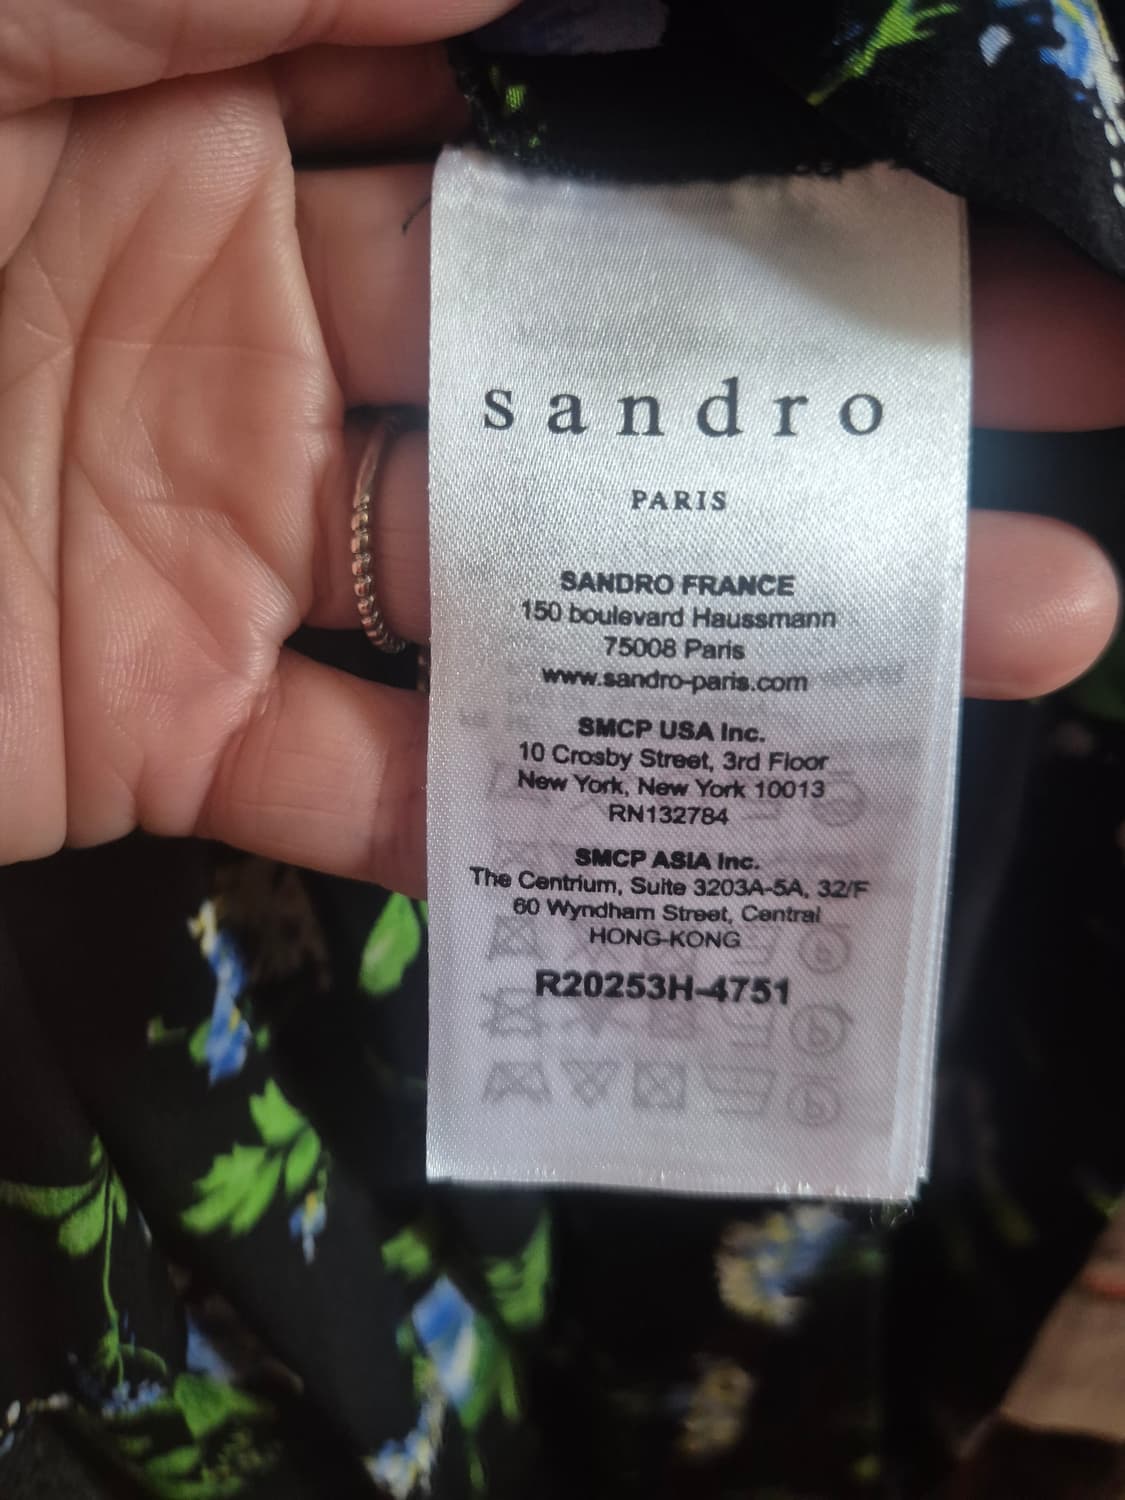 sandro
PARIS
SANDRO FRANCE
150 boulevard Haussmann
75008 Paris
www.sandro-paris.com
SMCP USA Inc.
10 Crosby Street, 3rd Floor
New York, New York 10013
RN132784
SMCP ASIA Inc.
The Centrium, Suite 3203A-5A, 32/F
60 Wyndham Street, Central
HONG-KONG
R20253H-4751